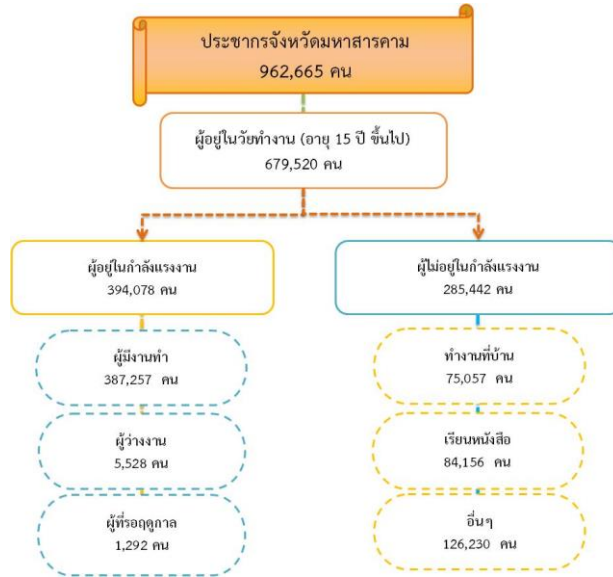 ประชากรจังหวัดมหาสารคาม
962,665 คน
ผู้อยู่ในวัยทำงาน (อายุ 15 ปี ขึ้นไป)
679,520 คน
ผู้อยู่ในกำลังแรงงาน
394,078 คน
ผู้ไม่อยู่ในกำลังแรงงาน
285,442 คน
ผู้มีงานทำ
387,257 คน
ทำงานที่บ้าน
75,057 คน
ผู้ว่างงาน
5,528 คน
เรียนหนังสือ
84,156 คน
ผู้ที่รอฤดูกาล
1,292 คน
อื่นๆ
126,230 คน